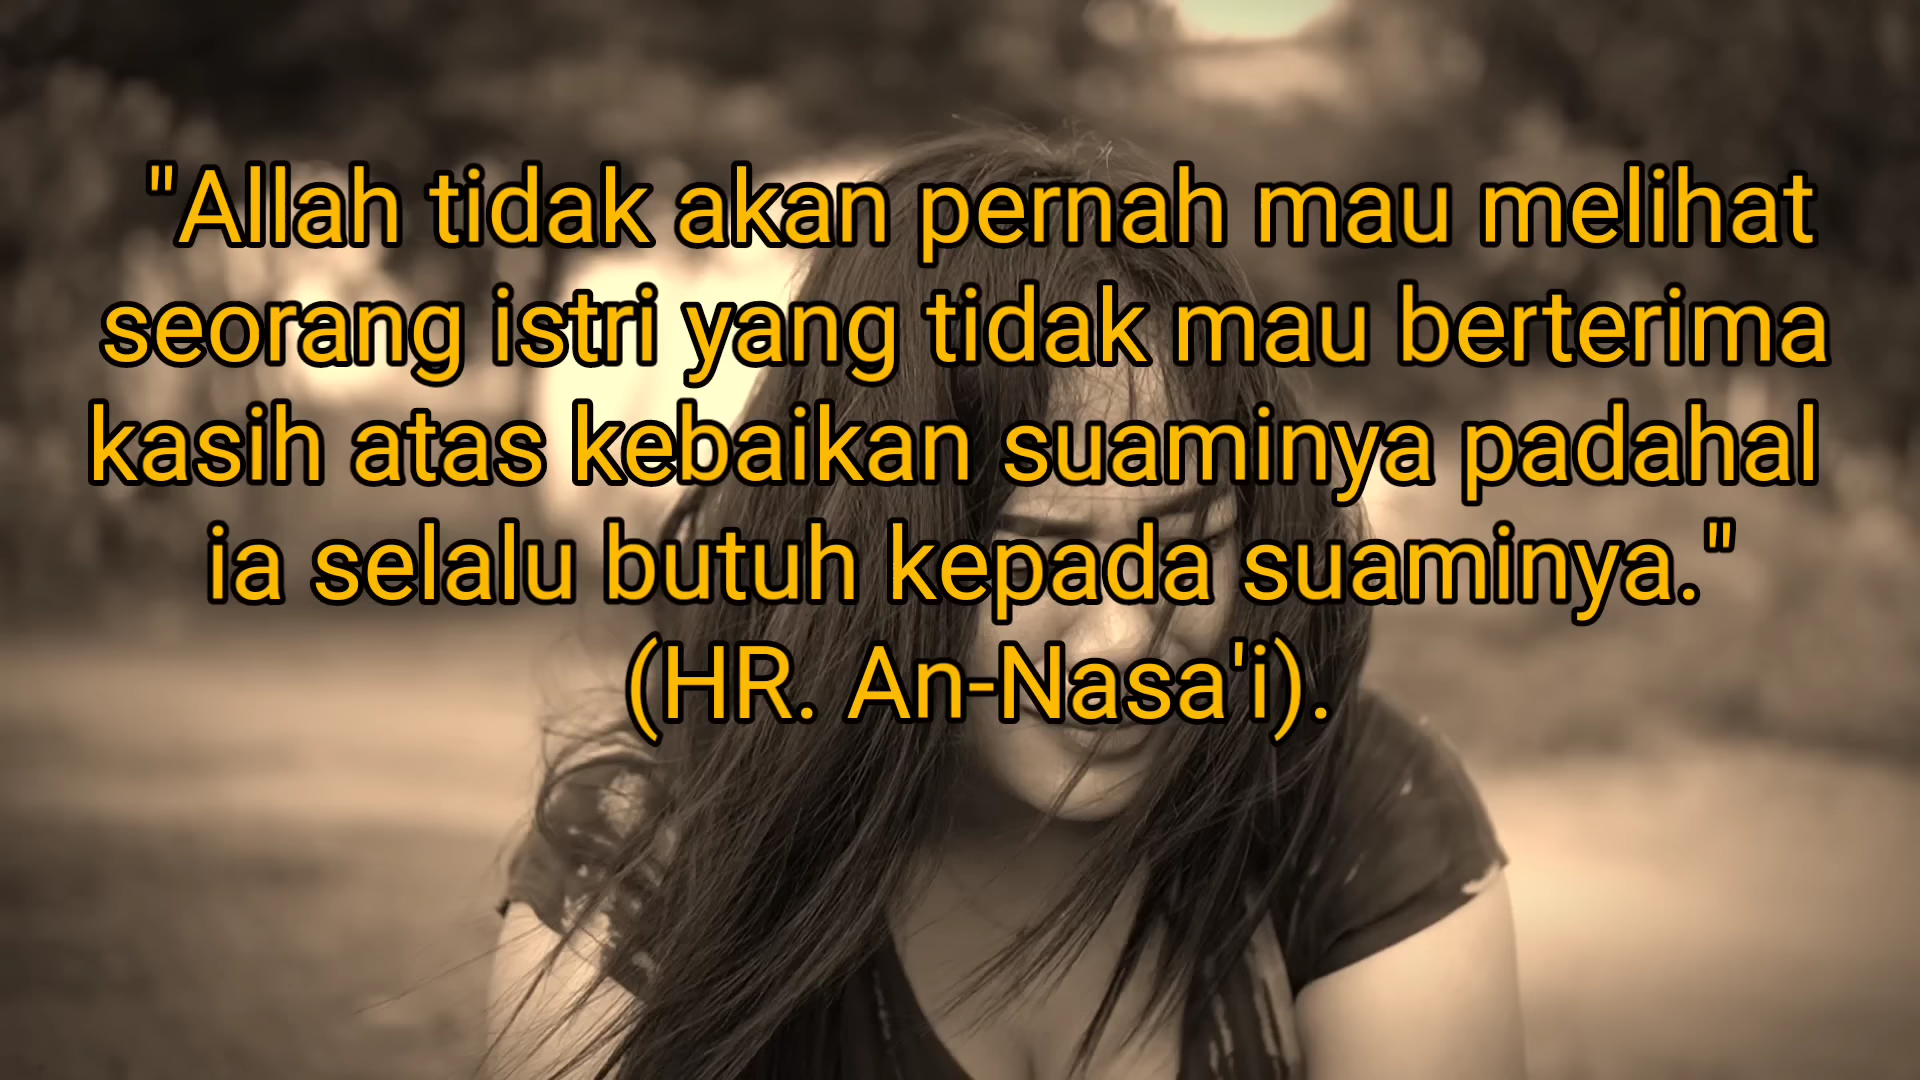 "Allah tidak akan pernah mau melihat
seorang istri yang tidak mau berterima
kasih atas kebaikan suaminya padahal
ia selalu butuh kepada suaminya."
(HR. An-Nasa'i).